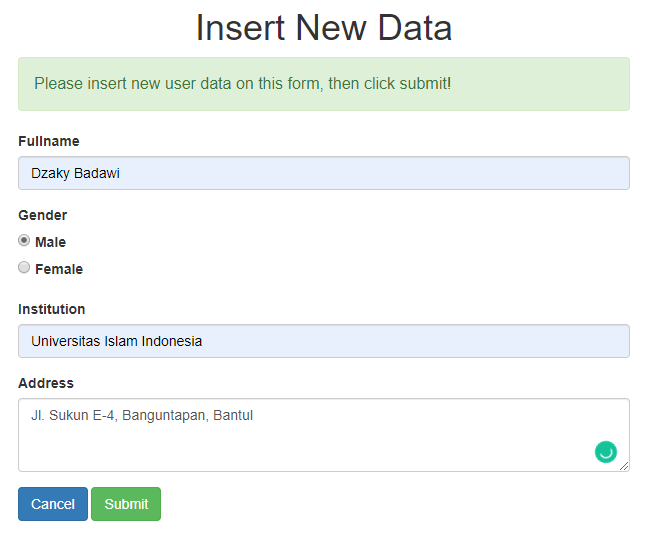 Insert New Data
Please insert new user data on this form, then click submit!
Fullname
Dzaky Badawi
Gender
Male
Female
Institution
Universitas Islam Indonesia
Address
Jl. Sukun E-4, Banguntapan, Bantul
Cancel Submit